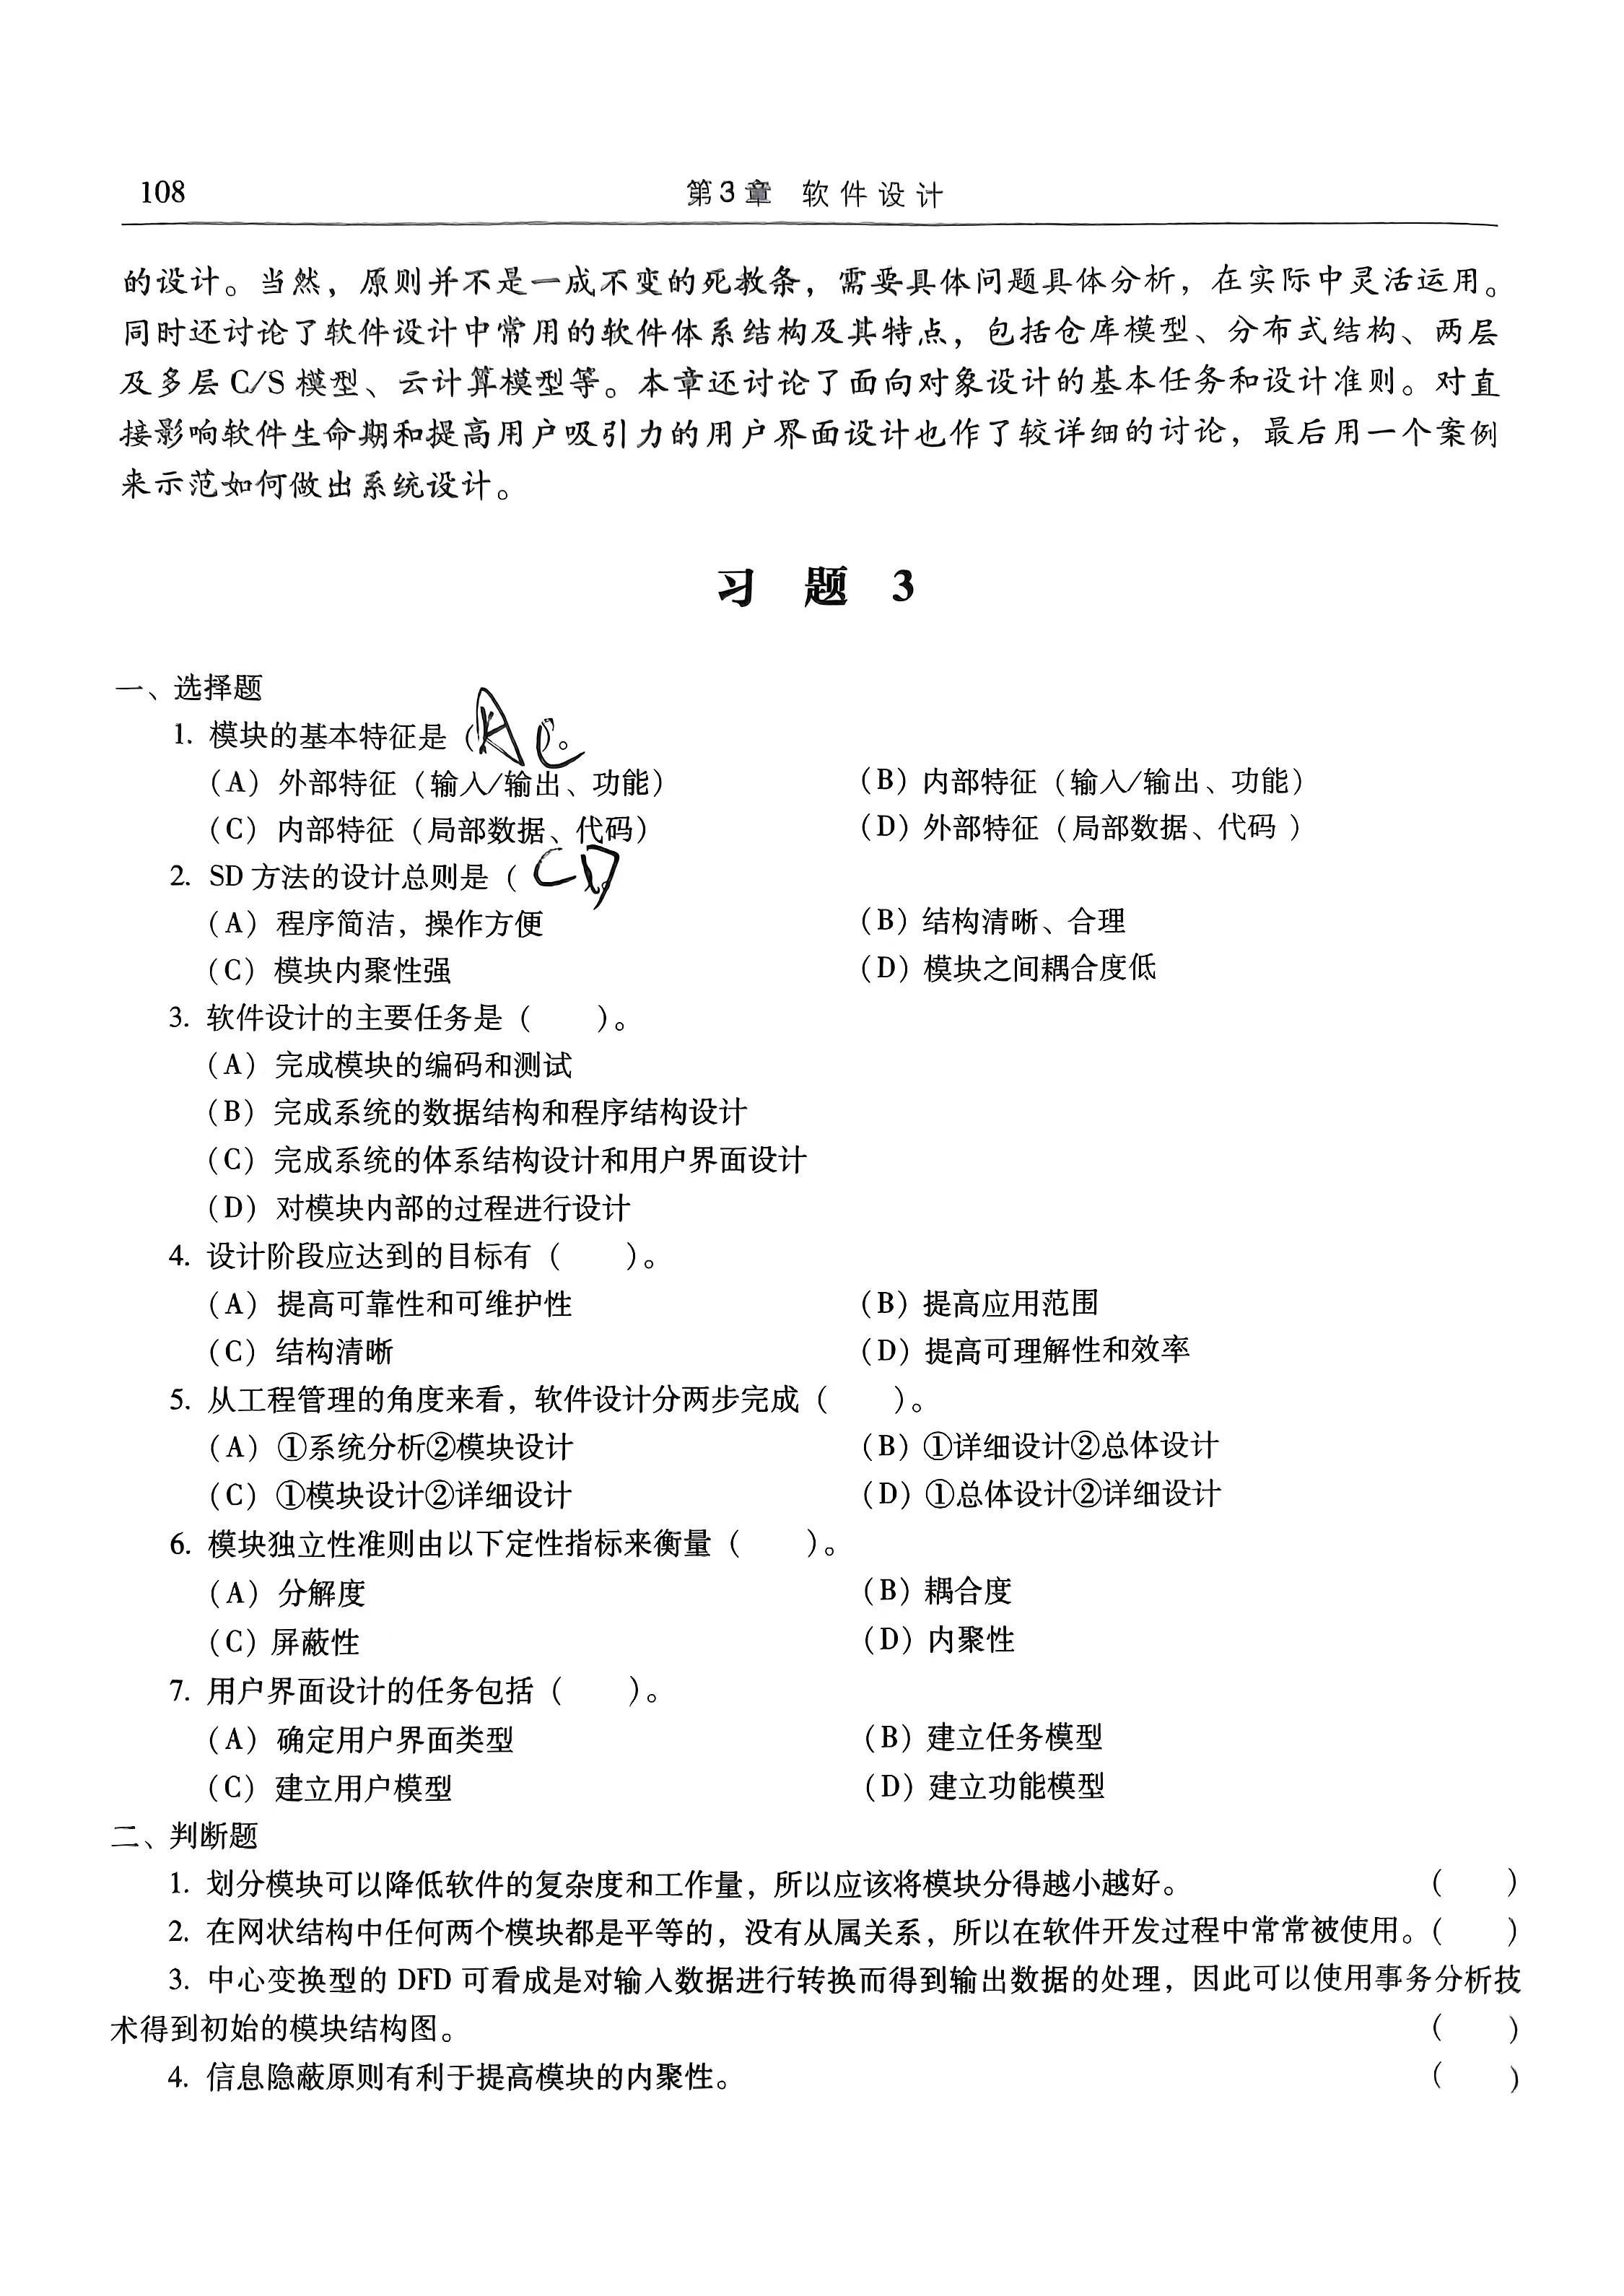 108
第3章 软件设计
的设计。当然，原则并不是一成不变的死教条，需要具体问题具体分析，在实际中灵活运用。
同时还讨论了软件设计中常用的软件体系结构及其特点，包括仓库模型、分布式结构、两层
及多层 C/S 模型、云计算模型等。本章还讨论了面向对象设计的基本任务和设计准则。对直
接影响软件生命期和提高用户吸引力的用户界面设计也作了较详细的讨论，最后用一个案例
来示范如何做出系统设计。
习 题 3
一、选择题
1. 模块的基本特征是（AC）。
（A）外部特征（输入/输出、功能） （B）内部特征（输入/输出、功能）
（C）内部特征（局部数据、代码） （D）外部特征（局部数据、代码 ）
2. SD 方法的设计总则是（CD）。
（A）程序简洁，操作方便 （B）结构清晰、合理
（C）模块内聚性强 （D）模块之间耦合度低
3. 软件设计的主要任务是（ ）。
（A）完成模块的编码和测试
（B）完成系统的数据结构和程序结构设计
（C）完成系统的体系结构设计和用户界面设计
（D）对模块内部的过程进行设计
4. 设计阶段应达到的目标有（ ）。
（A）提高可靠性和可维护性 （B）提高应用范围
（C）结构清晰 （D）提高可理解性和效率
5. 从工程管理的角度来看，软件设计分两步完成（ ）。
（A）①系统分析②模块设计 （B）①详细设计②总体设计
（C）①模块设计②详细设计 （D）①总体设计②详细设计
6. 模块独立性准则由以下定性指标来衡量（ ）。
（A）分解度 （B）耦合度
（C）屏蔽性 （D）内聚性
7. 用户界面设计的任务包括（ ）。
（A）确定用户界面类型 （B）建立任务模型
（C）建立用户模型 （D）建立功能模型
二、判断题
1. 划分模块可以降低软件的复杂度和工作量，所以应该将模块分得越小越好。 （ ）
2. 在网状结构中任何两个模块都是平等的，没有从属关系，所以在软件开发过程中常常被使用。（ ）
3. 中心变换型的 DFD 可看成是对输入数据进行转换而得到输出数据的处理，因此可以使用事务分析技
术得到初始的模块结构图。 （ ）
4. 信息隐蔽原则有利于提高模块的内聚性。 （ ）